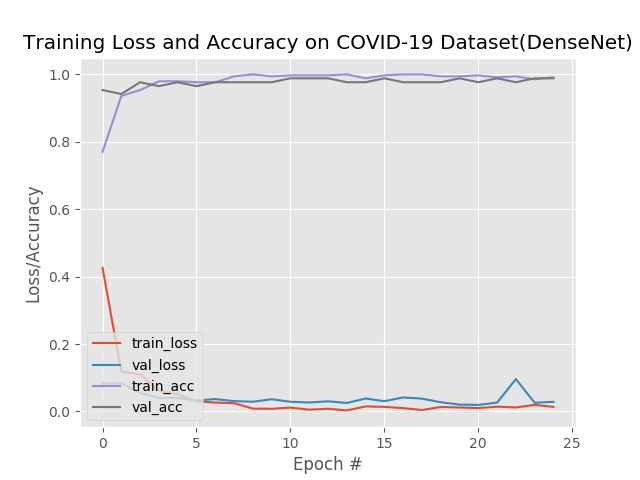 Training Loss and Accuracy on COVID-19 Dataset(DenseNet)
Loss/Accuracy
1.0
0.8
0.6
0.4
0.2
0.0
train_loss
val_loss
train_acc
val_acc
0 5 10 15 20 25
Epoch #